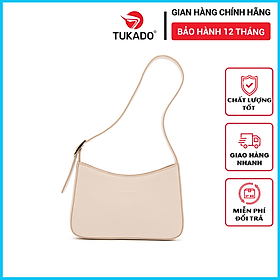 TUKADO
GIAN HÀNG CHÍNH HÃNG
BẢO HÀNH 12 THÁNG
CHẤT LƯỢNG
TỐT
GIAO HÀNG
NHANH
MIỄN PHÍ
ĐỔI TRẢ